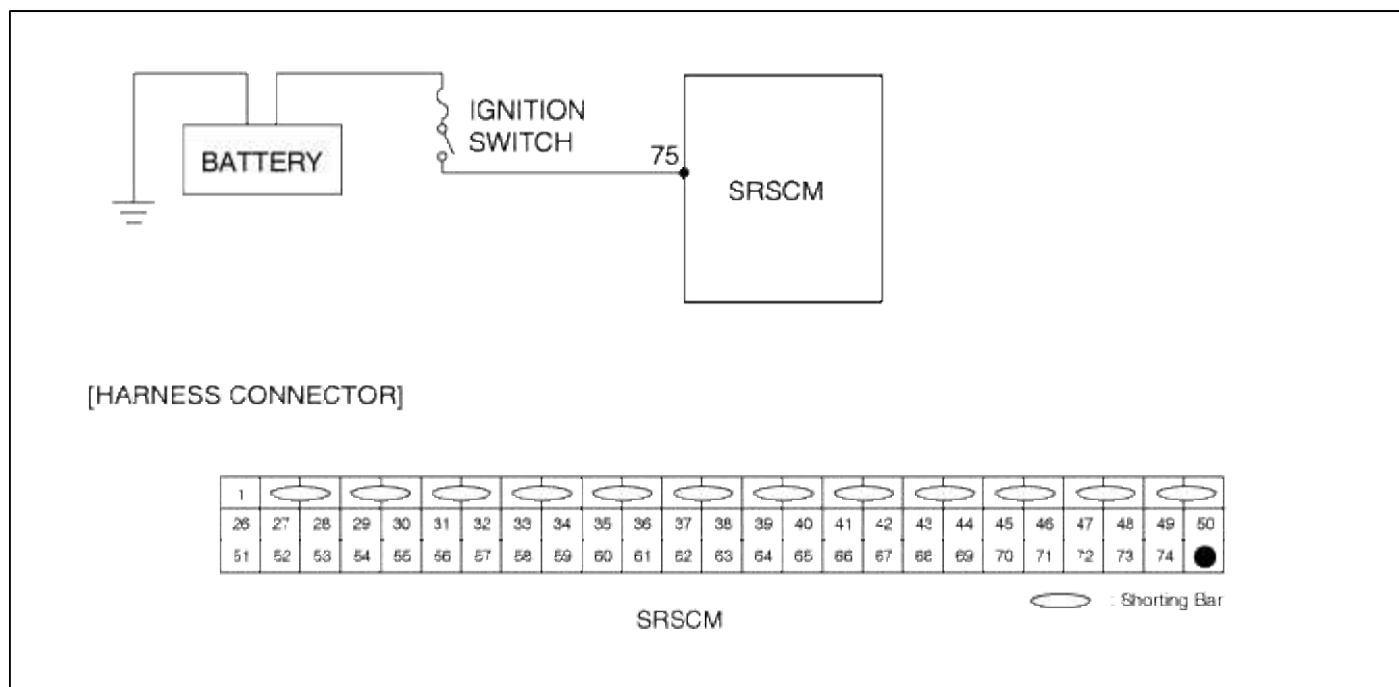 IGNITION
SWITCH
BATTERY
75
SRSCM
[HARNESS CONNECTOR]
1
26 27 28 29 30 31 32 33 34 35 36 37 38 39 40 41 42 43 44 45 46 47 48 49 50
51 52 53 54 55 56 57 58 59 60 61 62 63 64 65 66 67 68 69 70 71 72 73 74
: Shorting Bar
SRSCM